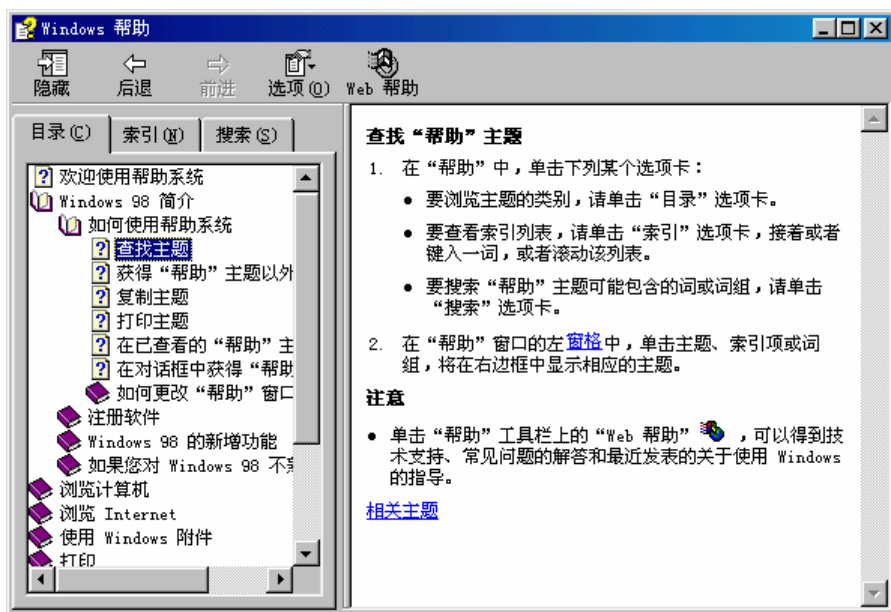 Windows 帮助
隐藏
后退
前进
选项(O)
Web 帮助
目录(C)
索引(N)
搜索(S)
欢迎使用帮助系统
Windows 98 简介
如何使用帮助系统
查找主题
获得“帮助”主题以外
复制主题
打印主题
在已查看的“帮助”主
在对话框中获得“帮助
如何更改“帮助”窗口
注册软件
Windows 98 的新增功能
如果您对 Windows 98 不
浏览计算机
浏览 Internet
使用 Windows 附件
打印
查找“帮助”主题
1. 在“帮助”中，单击下列某个选项卡：
• 要浏览主题的类别，请单击“目录”选项卡。
• 要查看索引列表，请单击“索引”选项卡，接着或者
键入一词，或者滚动该列表。
• 要搜索“帮助”主题可能包含的词或词组，请单击
“搜索”选项卡。
2. 在“帮助”窗口的左窗格中，单击主题、索引项或词
组，将在右边框中显示相应的主题。
注意
• 单击“帮助”工具栏上的“Web 帮助” ，可以得到技
术支持、常见问题的解答和最近发表的关于使用 Windows
的指导。
相关主题